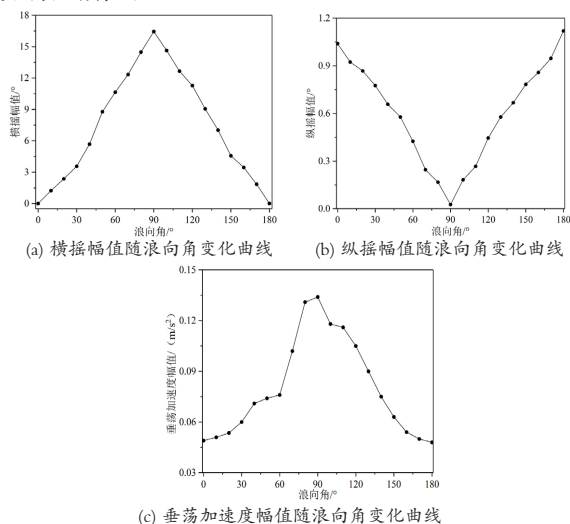 18
15
12
9
6
3
0
横摇幅值/°
0 30 60 90 120 150 180
浪向角/°
(a) 横摇幅值随浪向角变化曲线
1.2
0.9
0.6
0.3
0.0
纵摇幅值/°
0 30 60 90 120 150 180
浪向角/°
(b) 纵摇幅值随浪向角变化曲线
0.15
0.12
0.09
0.06
0.03
垂荡加速度幅值/（m/s²）
0 30 60 90 120 150 180
浪向角/°
(c) 垂荡加速度幅值随浪向角变化曲线